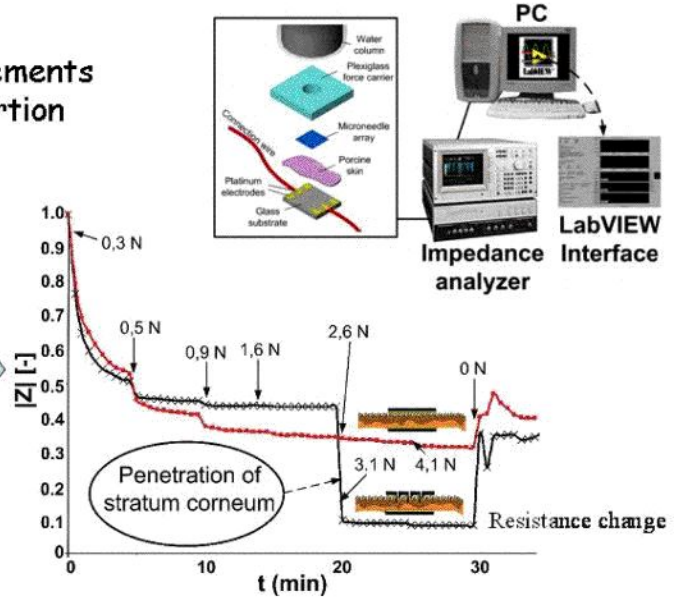 ements
rtion
Water
column
Plexiglass
force carrier
Microneedle
array
Connection wire
Porcine
skin
Platinum
electrodes
Glass
substrate
PC
LabVIEW
Impedance
analyzer
LabVIEW
Interface
|Z| [-]
1.0
0.9
0.8
0.7
0.6
0.5
0.4
0.3
0.2
0.1
0
0,3 N
0,5 N
0,9 N
1,6 N
2,6 N
0 N
3,1 N
4,1 N
Penetration of
stratum corneum
Resistance change
0
10
20
30
t (min)